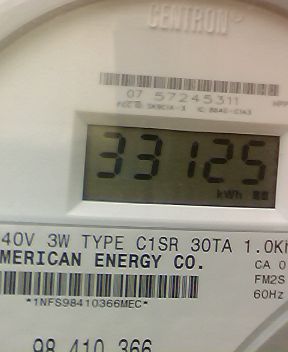 CENTRON
07 57245311
33125
kWh
40V 3W TYPE C1SR 30TA 1.0K
MERICAN ENERGY CO. CA 0
FM2S
*1NFS98410366MEC* 60Hz
98 410 366